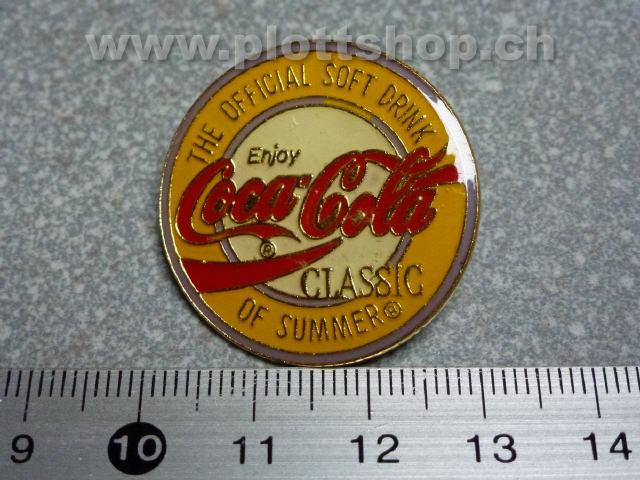 www.plottshop.ch
THE OFFICIAL SOFT DRINK
Enjoy
Coca-Cola
®
CLASSIC
OF SUMMER®
9 10 11 12 13 14